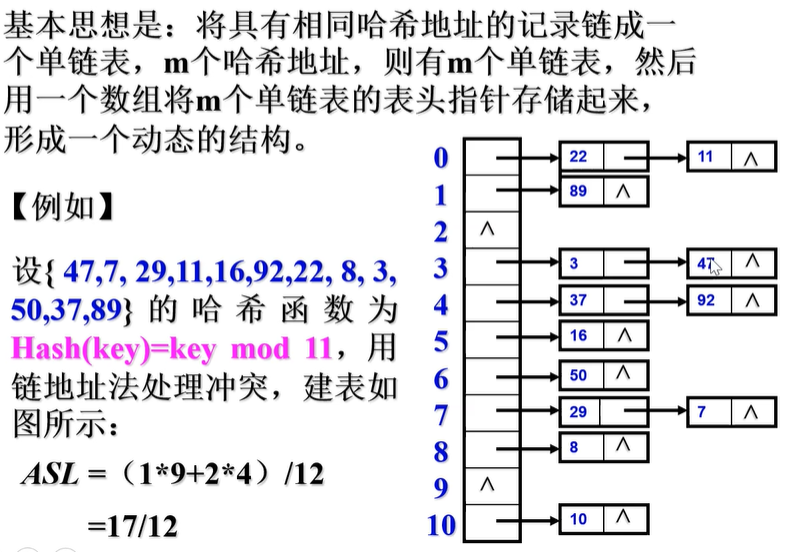 基本思想是：将具有相同哈希地址的记录链成一
个单链表，m个哈希地址，则有m个单链表，然后
用一个数组将m个单链表的表头指针存储起来，
形成一个动态的结构。
【例如】
设{ 47,7, 29,11,16,92,22, 8, 3,
50,37,89} 的哈希函数为
Hash(key)=key mod 11，用
链地址法处理冲突，建表如
图所示：
ASL =（1*9+2*4）/12
=17/12
0 22 11 ∧
1 89 ∧
2 ∧
3 3 47 ∧
4 37 92 ∧
5 16 ∧
6 50 ∧
7 29 7 ∧
8 8 ∧
9 ∧
10 10 ∧